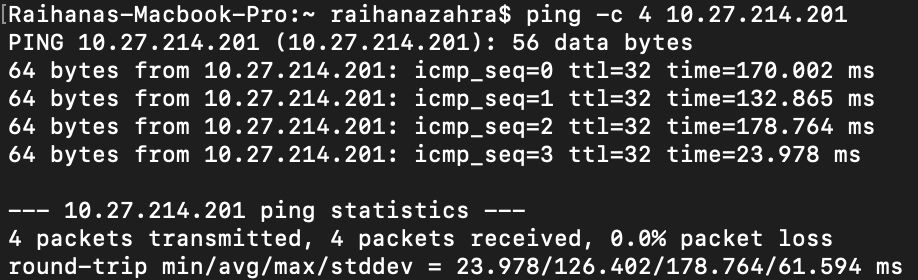 [Raihanas-Macbook-Pro:~ raihanazahra$ ping -c 4 10.27.214.201
PING 10.27.214.201 (10.27.214.201): 56 data bytes
64 bytes from 10.27.214.201: icmp_seq=0 ttl=32 time=170.002 ms
64 bytes from 10.27.214.201: icmp_seq=1 ttl=32 time=132.865 ms
64 bytes from 10.27.214.201: icmp_seq=2 ttl=32 time=178.764 ms
64 bytes from 10.27.214.201: icmp_seq=3 ttl=32 time=23.978 ms
--- 10.27.214.201 ping statistics ---
4 packets transmitted, 4 packets received, 0.0% packet loss
round-trip min/avg/max/stddev = 23.978/126.402/178.764/61.594 ms